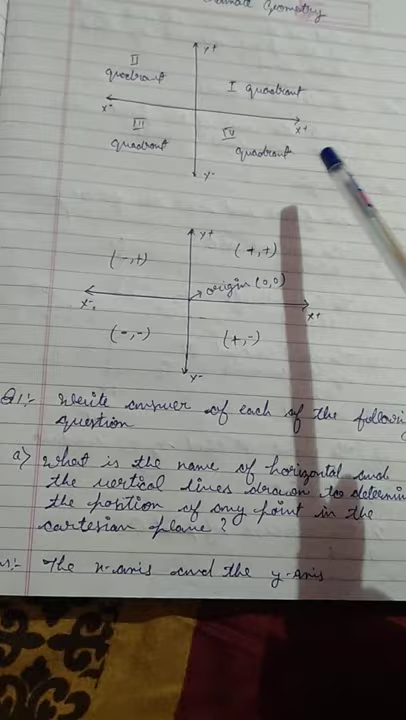 Geometry
y+
II
quadrant
I quadrant
x-
x+
III
quadrant
IV
quadrant
y-
y+
(-,+)
(+,+)
origin (0,0)
x-
x+
(-,-)
(+,-)
y-
Q1:- Write answer of each of the
question
a) What is the name of horizontal and
the vertical lines drawn to
the position of any point in the
cartesian plane?
The x-axis and the y-axis